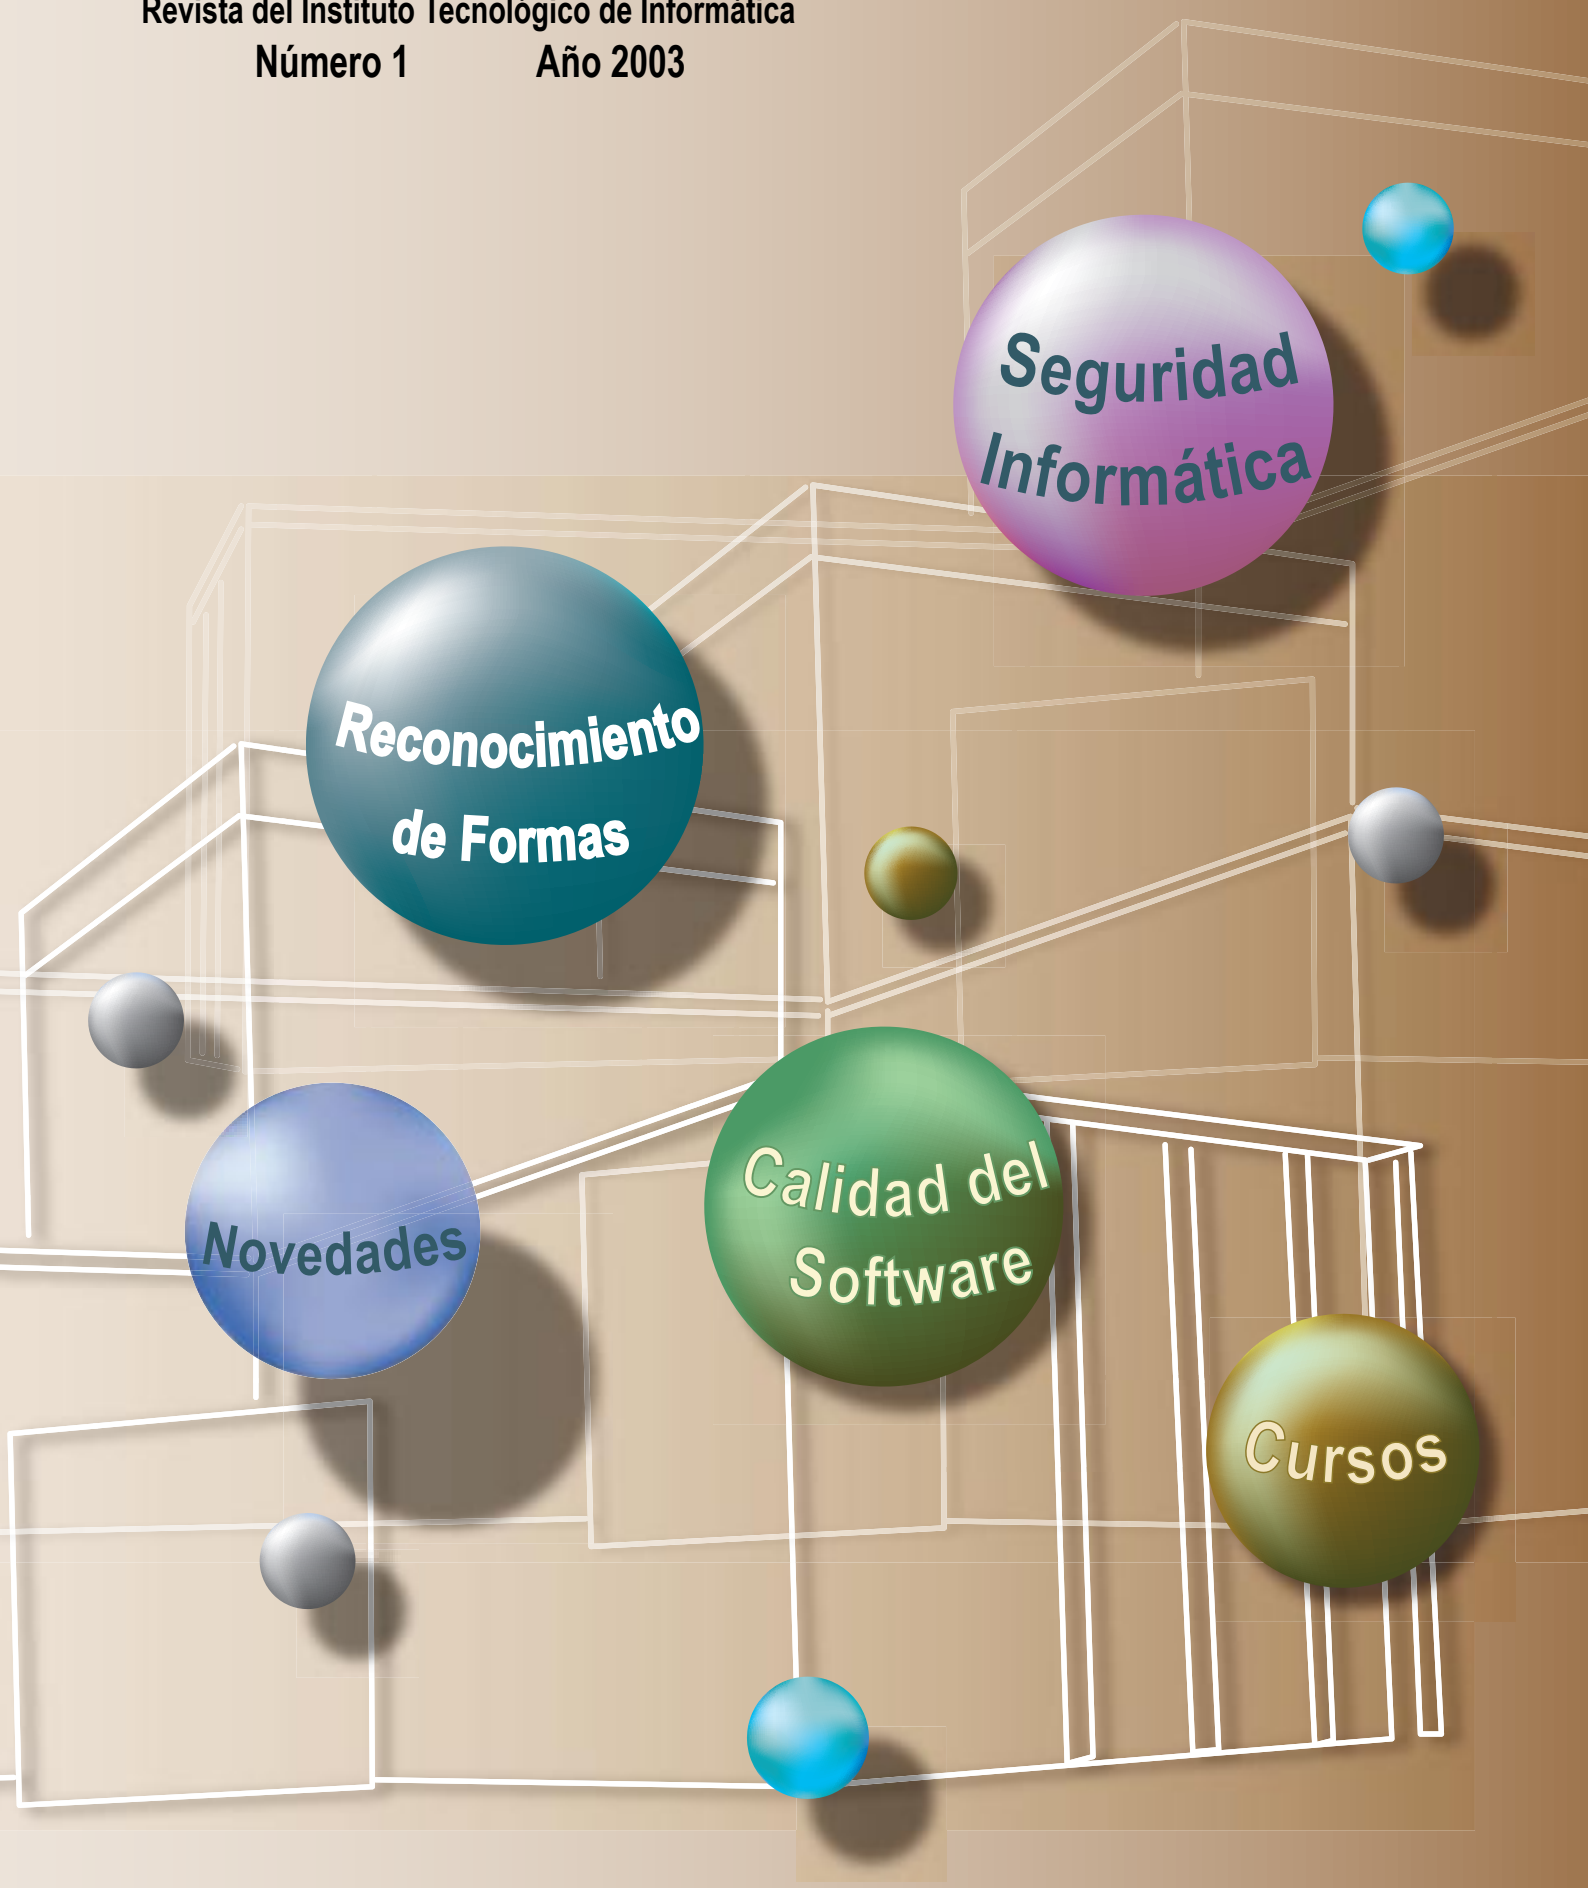 Revista del Instituto Tecnológico de Informática
Número 1 Año 2003
Seguridad
Informática
Reconocimiento
de Formas
Calidad del
Software
Novedades
Cursos